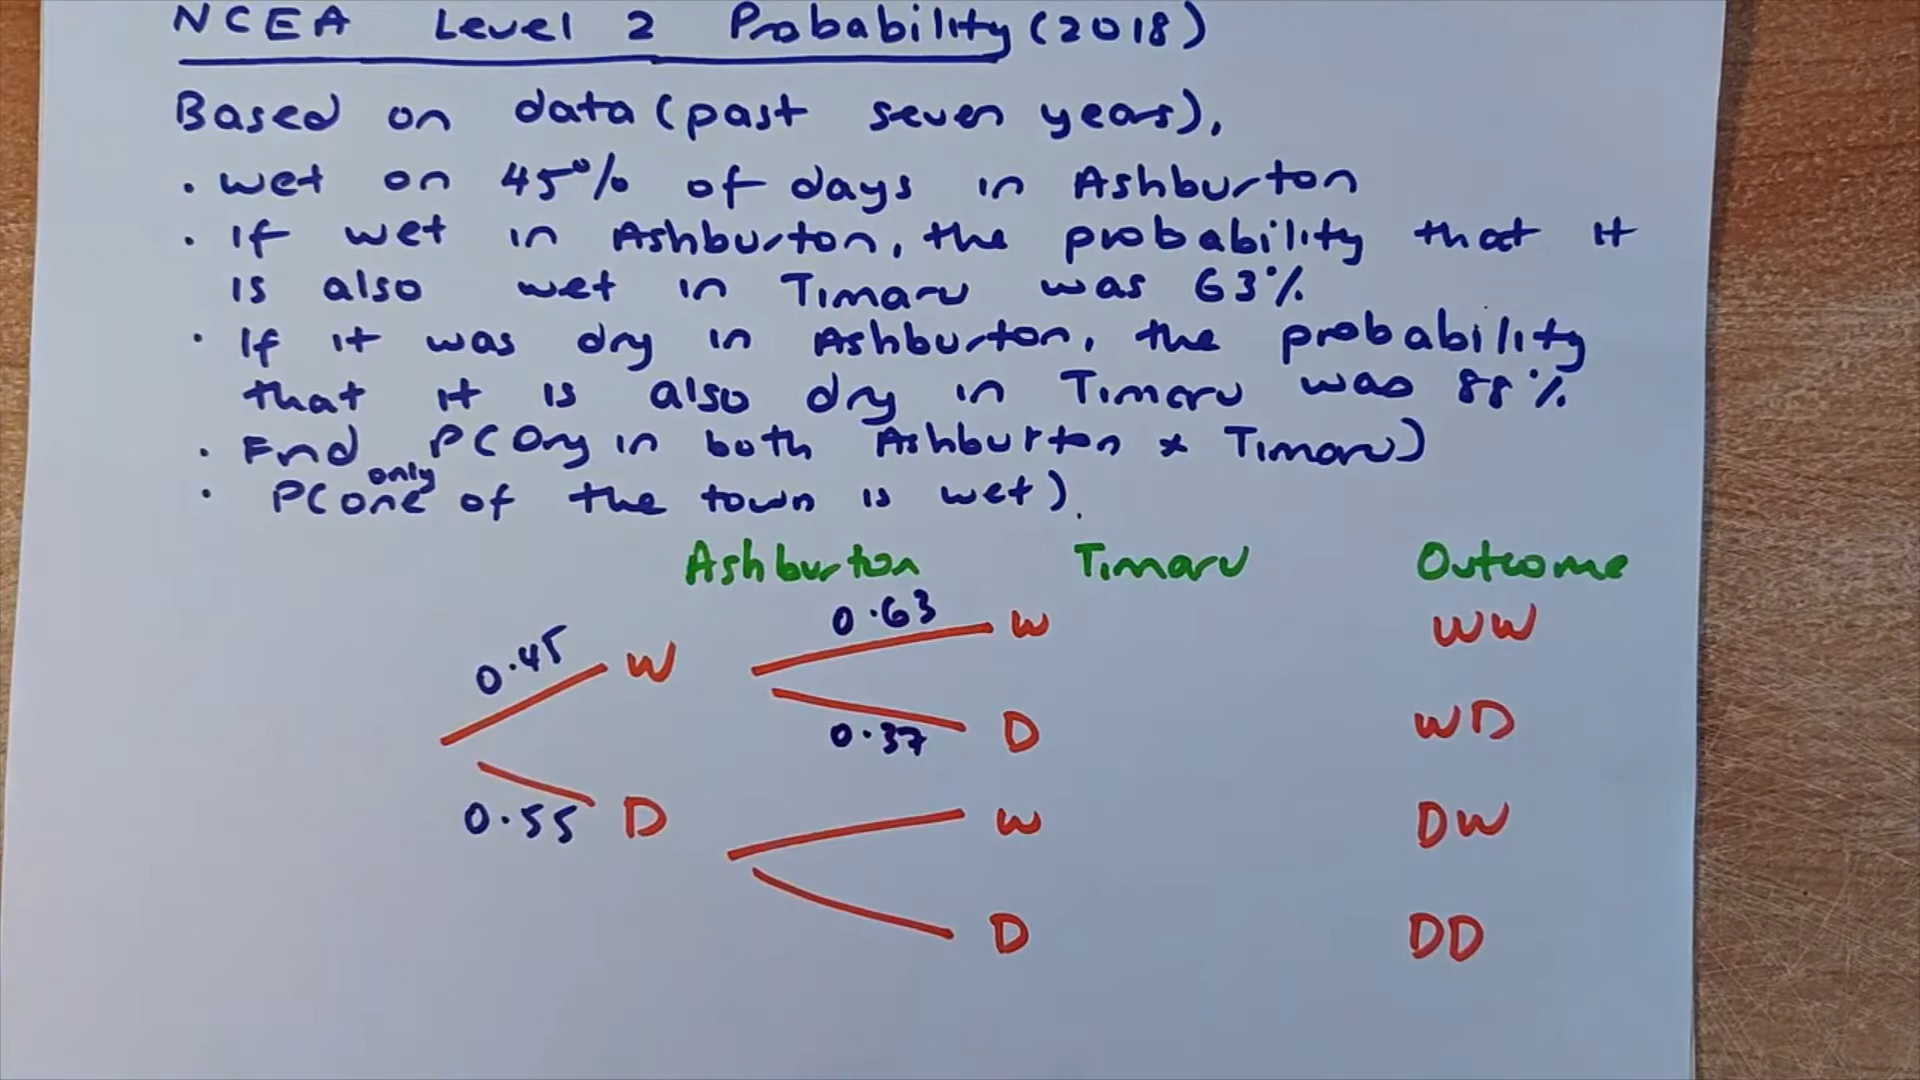 NCEA Level 2 Probability (2018)
Based on data (past seven years),
• wet on 45% of days in Ashburton
• If wet in Ashburton, the probability that it
is also wet in Timaru was 63%
• If it was dry in Ashburton, the probability
that it is also dry in Timaru was 88%
• Find P(Dry in both Ashburton & Timaru)
• P(only one of the town is wet).
Ashburton Timaru Outcome
0.45 W 0.63 W WW
0.37 D WD
0.55 D W DW
D DD